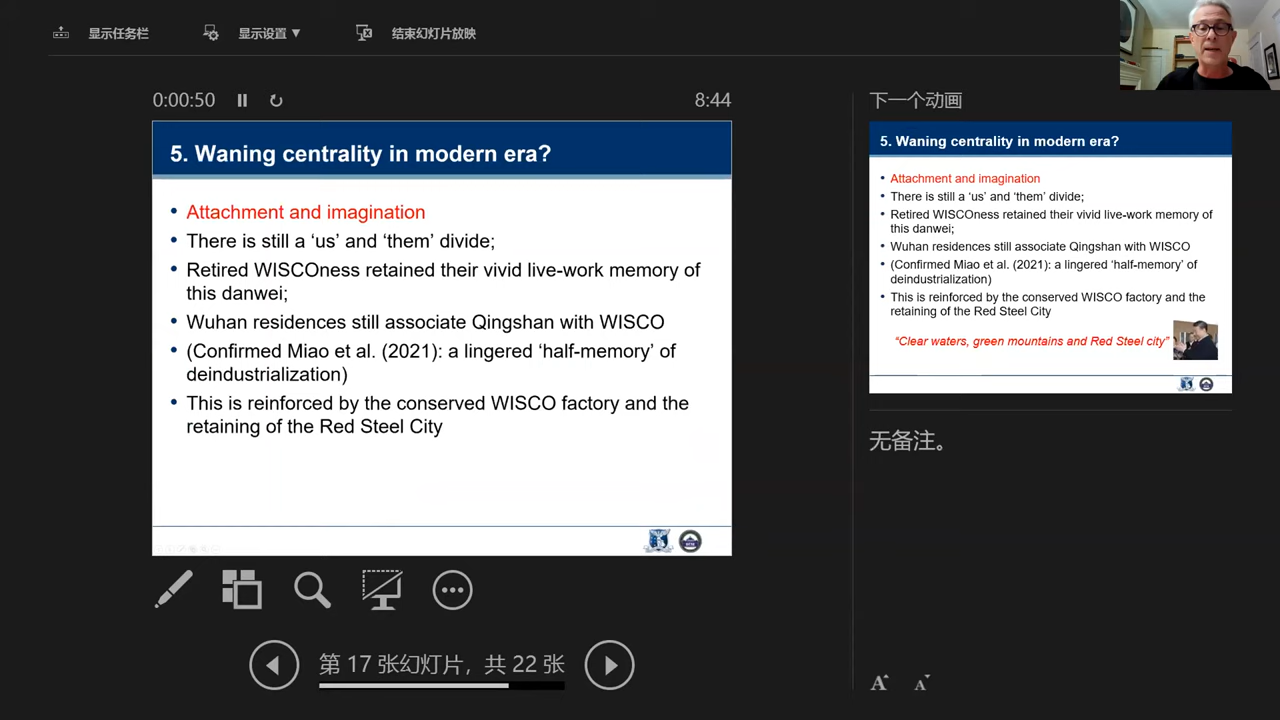 显示任务栏
显示设置 ▼
结束幻灯片放映
0:00:50
8:44
5. Waning centrality in modern era?
• Attachment and imagination
• There is still a ‘us’ and ‘them’ divide;
• Retired WISCOness retained their vivid live-work memory of
this danwei;
• Wuhan residences still associate Qingshan with WISCO
• (Confirmed Miao et al. (2021): a lingered ‘half-memory’ of
deindustrialization)
• This is reinforced by the conserved WISCO factory and the
retaining of the Red Steel City
第 17 张幻灯片，共 22 张
下一个动画
5. Waning centrality in modern era?
• Attachment and imagination
• There is still a ‘us’ and ‘them’ divide;
• Retired WISCOness retained their vivid live-work memory of
this danwei;
• Wuhan residences still associate Qingshan with WISCO
• (Confirmed Miao et al. (2021): a lingered ‘half-memory’ of
deindustrialization)
• This is reinforced by the conserved WISCO factory and the
retaining of the Red Steel City
“Clear waters, green mountains and Red Steel city”
无备注。
A A